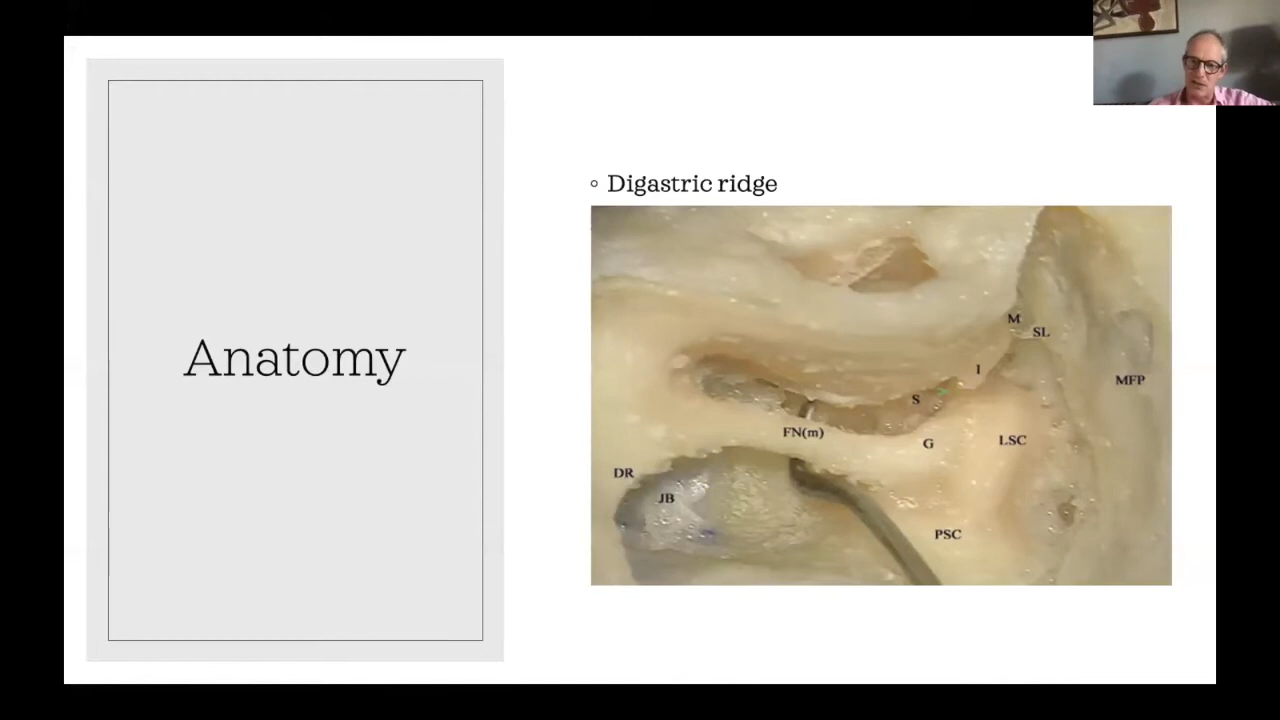 Anatomy
Digastric ridge
M
SL
I
MFP
S
FN(m)
G
LSC
DR
JB
PSC